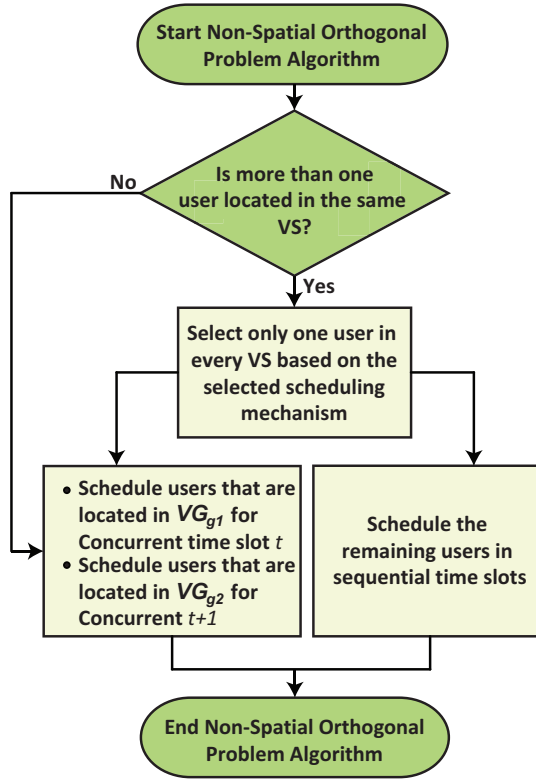 Start Non-Spatial Orthogonal
Problem Algorithm
Is more than one
user located in the same
VS?
No
Yes
Select only one user in
every VS based on the
selected scheduling
mechanism
• Schedule users that are
located in VGg1 for
Concurrent time slot t
• Schedule users that are
located in VGg2 for
Concurrent t+1
Schedule the
remaining users in
sequential time slots
End Non-Spatial Orthogonal
Problem Algorithm